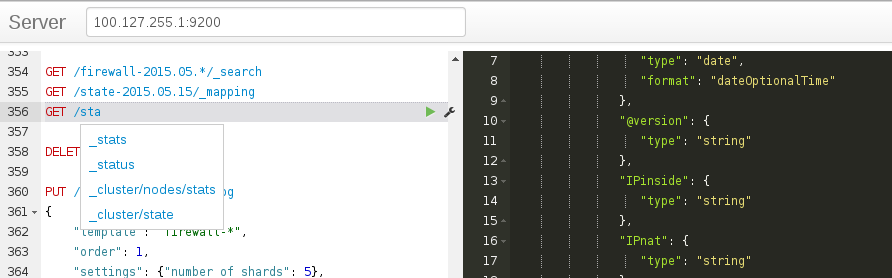 Server 100.127.255.1:9200
353
354 GET /firewall-2015.05.*/_search
355 GET /state-2015.05.15/_mapping
356 GET /sta
357
358 DELET
359
360 PUT /
361 {
362 "template": "firewall-*",
363 "order": 1,
364 "settings": {"number of shards": 5},
_stats
_status
_cluster/nodes/stats
_cluster/state
7 "type": "date",
8 "format": "dateOptionalTime"
9 },
10 "@version": {
11 "type": "string"
12 },
13 "IPinside": {
14 "type": "string"
15 },
16 "IPnat": {
17 "type": "string"